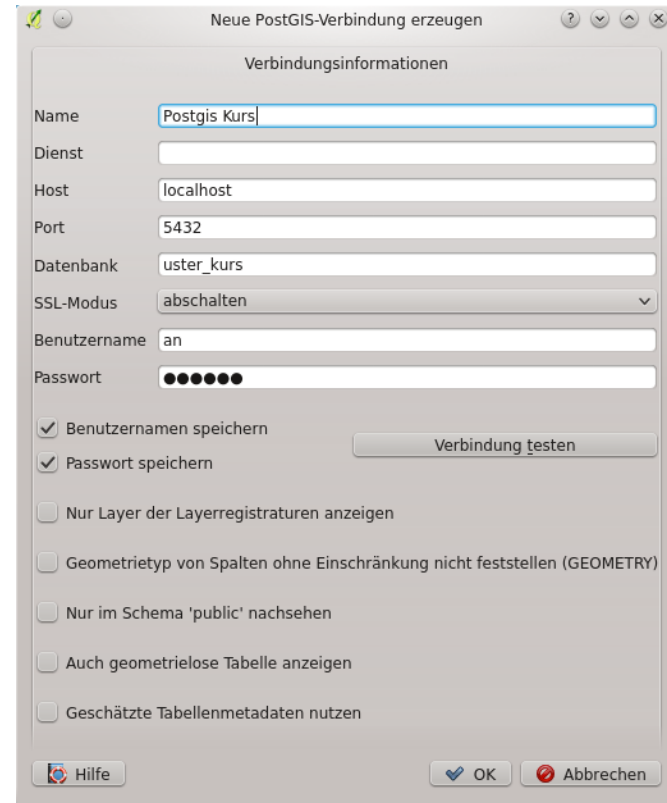 Neue PostGIS-Verbindung erzeugen
Verbindungsinformationen
Name Postgis Kurs
Dienst
Host localhost
Port 5432
Datenbank uster_kurs
SSL-Modus abschalten
Benutzername an
Passwort ●●●●●●
Benutzernamen speichern
Verbindung testen
Passwort speichern
Nur Layer der Layerregistraturen anzeigen
Geometrietyp von Spalten ohne Einschränkung nicht feststellen (GEOMETRY)
Nur im Schema 'public' nachsehen
Auch geometrielose Tabelle anzeigen
Geschätzte Tabellenmetadaten nutzen
Hilfe OK Abbrechen